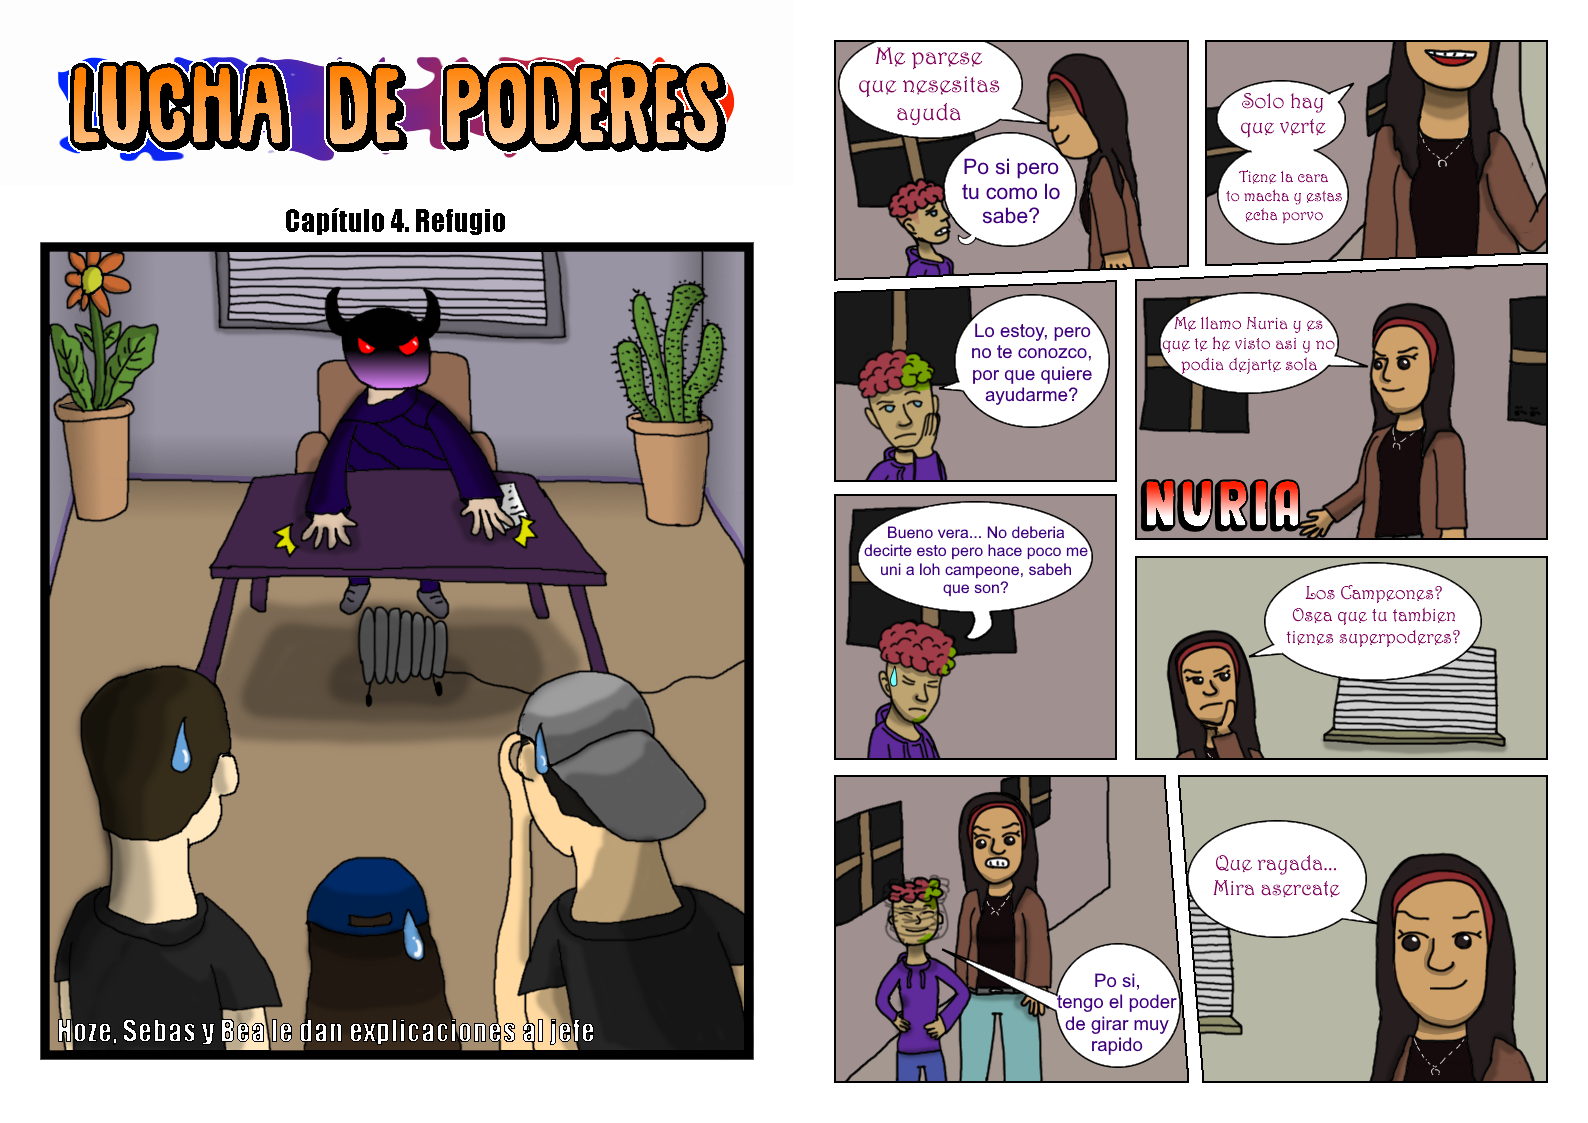 LUCHA DE PODERES
Capítulo 4. Refugio
Hoze, Sebas y Bea le dan explicaciones al jefe
Me parese
que nesesitas
ayuda
Po si pero
tu como lo
sabe?
Solo hay
que verte
Tiene la cara
to macha y estas
echa porvo
Lo estoy, pero
no te conozco,
por que quiere
ayudarme?
Me llamo Nuria y es
que te he visto asi y no
podia dejarte sola
NURIA
Bueno vera... No deberia
decirte esto pero hace poco me
uni a loh campeone, sabeh
que son?
Los Campeones?
Osea que tu tambien
tienes superpoderes?
Po si,
tengo el poder
de girar muy
rapido
Que rayada...
Mira asercate